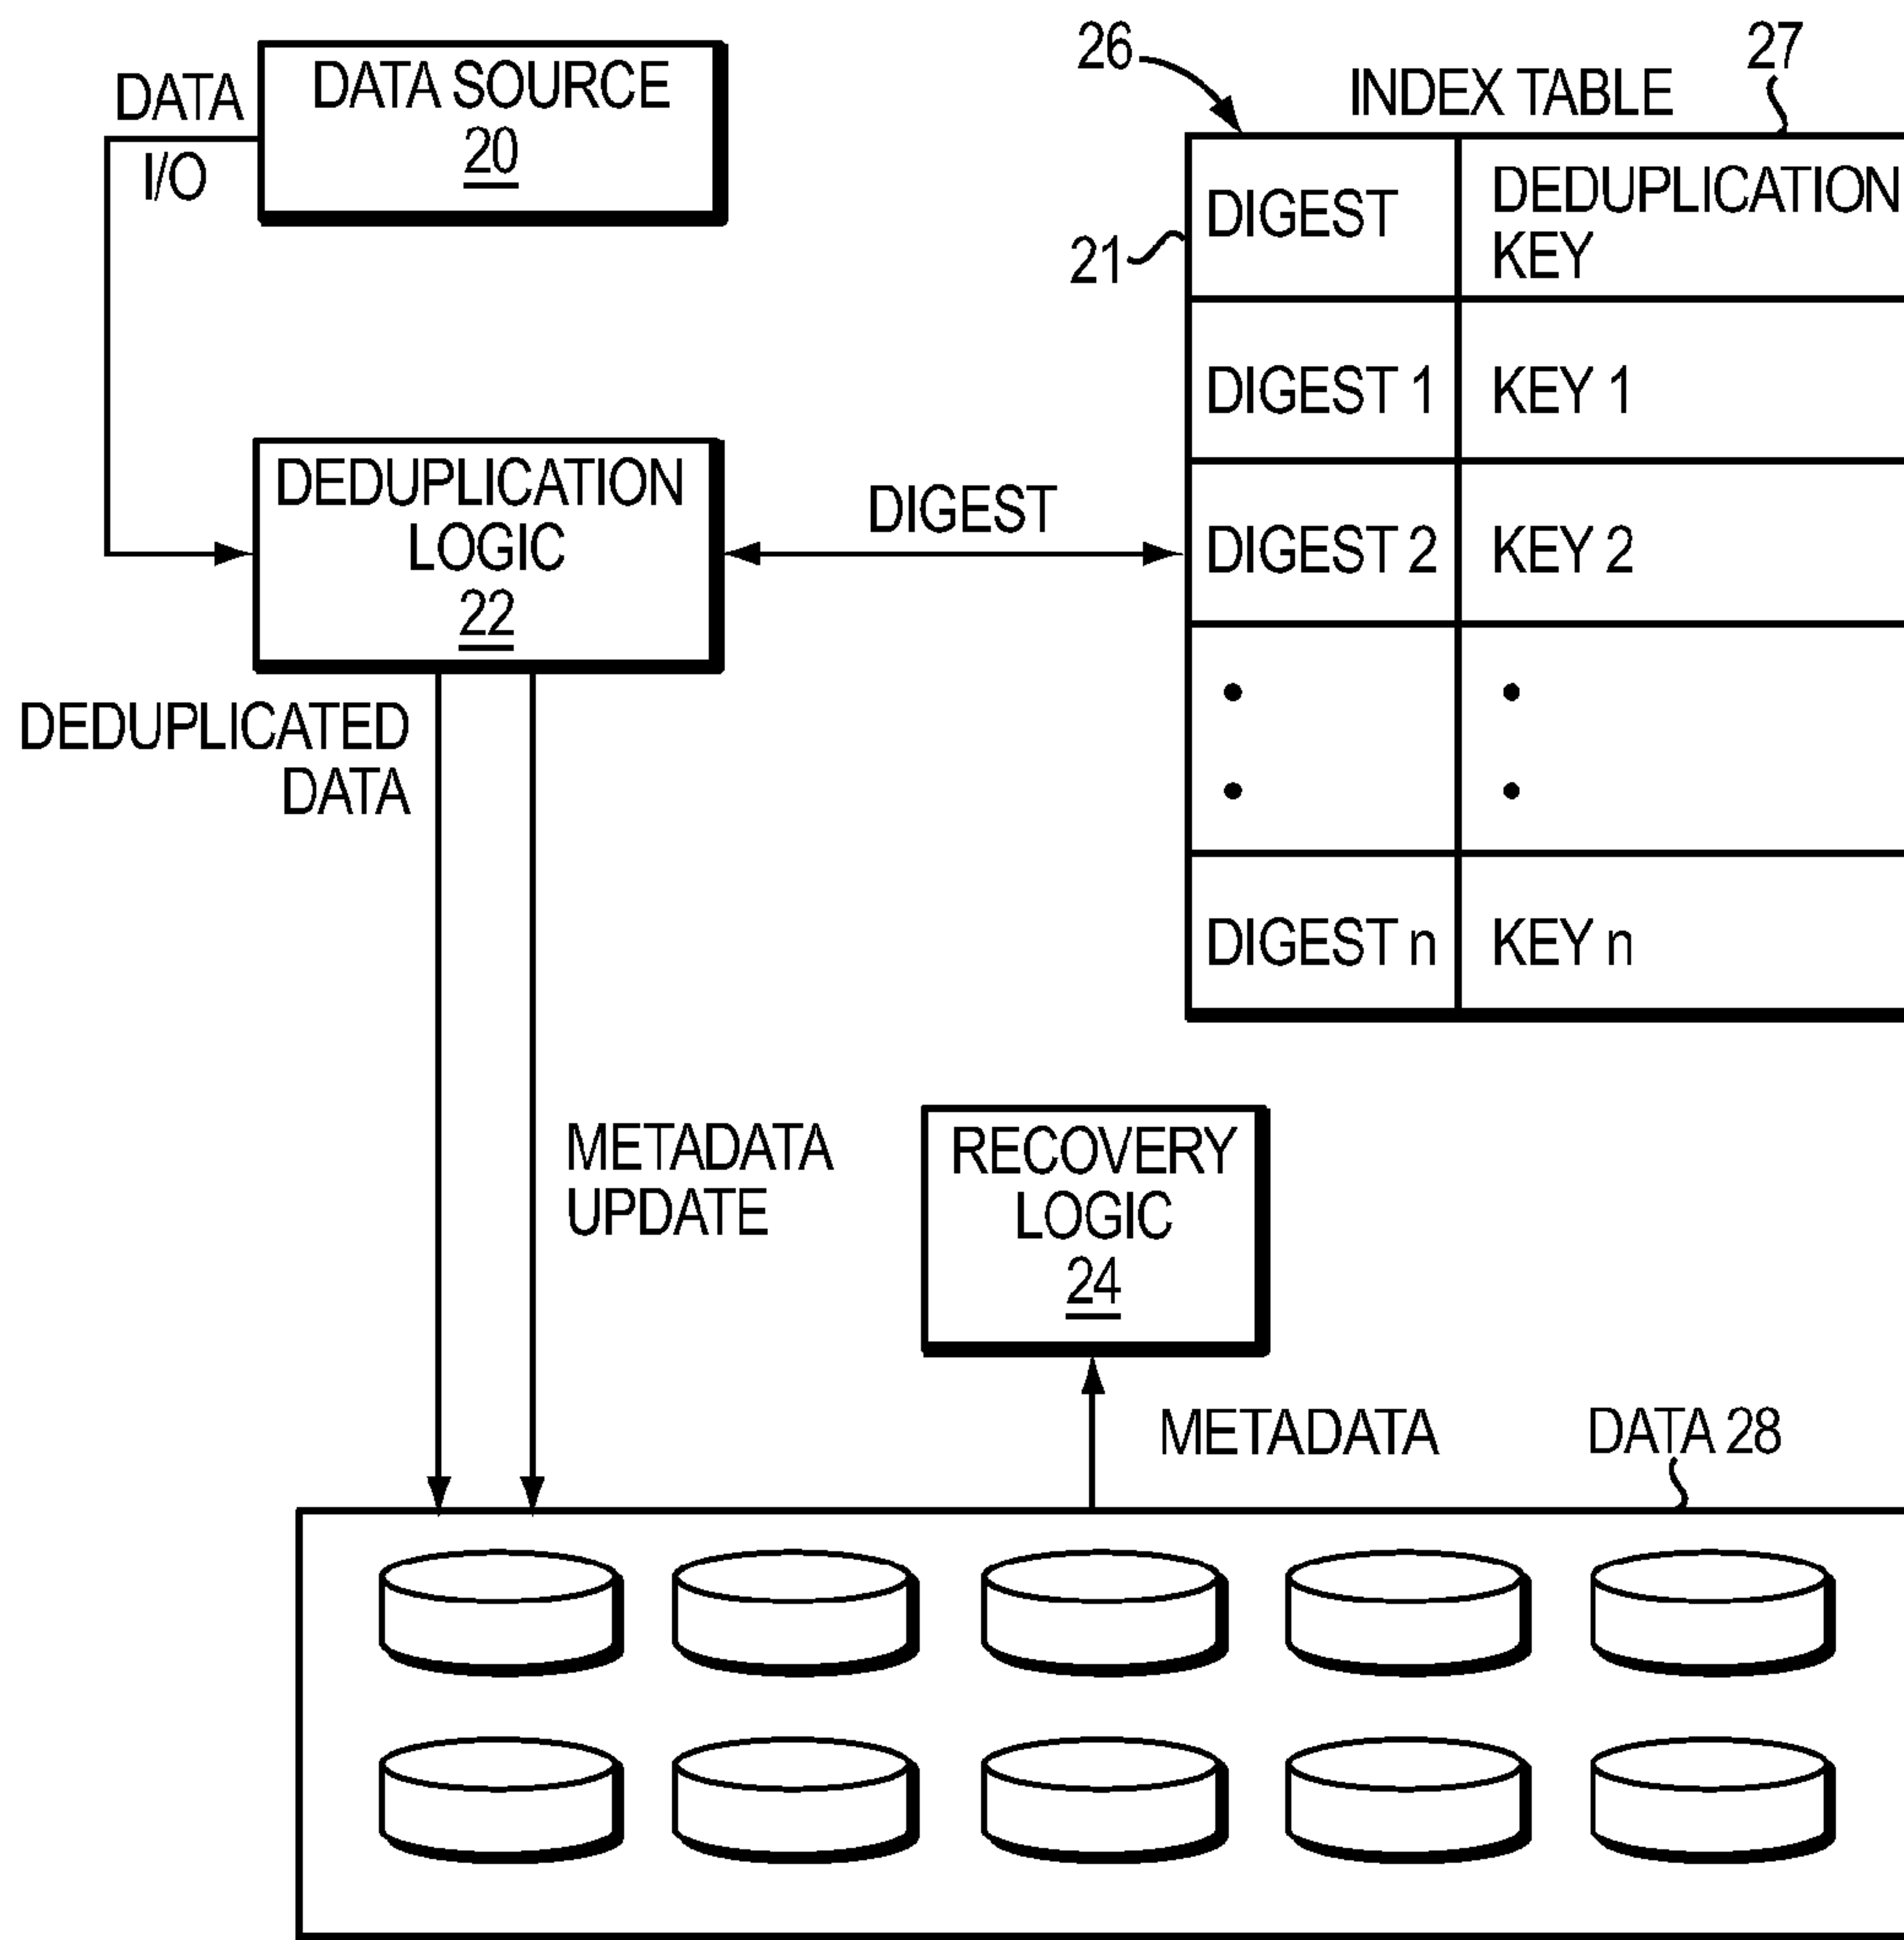 DATA
I/O
DATA SOURCE
20
26
INDEX TABLE
27
21
DIGEST
DEDUPLICATION
KEY
DIGEST 1
KEY 1
DEDUPLICATION
LOGIC
22
DIGEST
DIGEST 2
KEY 2
DEDUPLICATED
DATA
DIGEST n
KEY n
METADATA
UPDATE
RECOVERY
LOGIC
24
METADATA
DATA 28